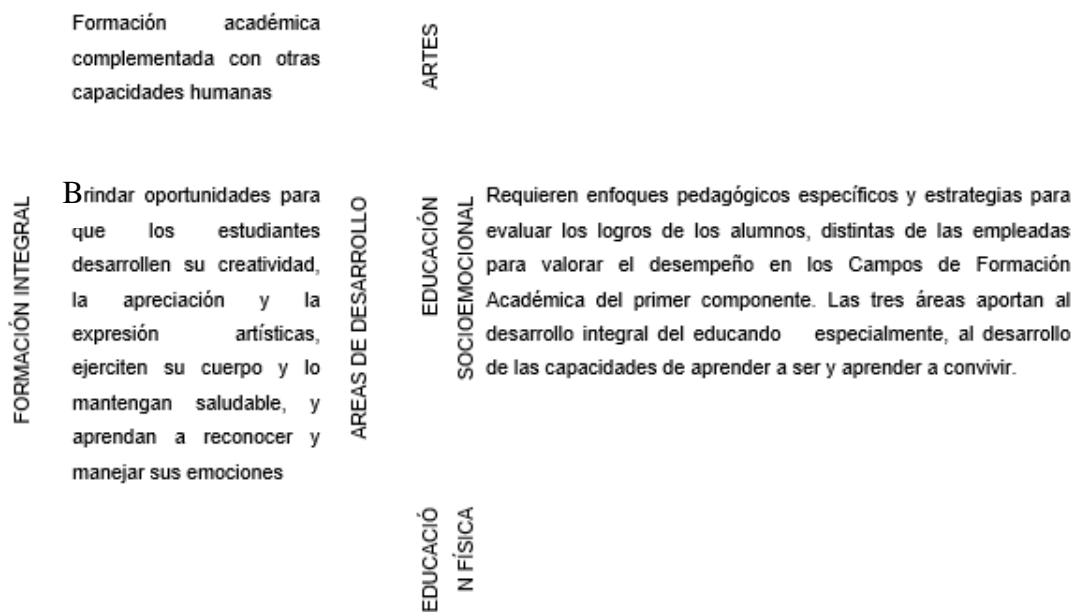 FORMACIÓN INTEGRAL
Formación académica
complementada con otras
capacidades humanas
Brindar oportunidades para
que los estudiantes
desarrollen su creatividad,
la apreciación y la
expresión artísticas,
ejerciten su cuerpo y lo
mantengan saludable, y
aprendan a reconocer y
manejar sus emociones
AREAS DE DESARROLLO
ARTES
EDUCACIÓN
SOCIOEMOCIONAL
EDUCACIÓ
N FÍSICA
Requieren enfoques pedagógicos específicos y estrategias para
evaluar los logros de los alumnos, distintas de las empleadas
para valorar el desempeño en los Campos de Formación
Académica del primer componente. Las tres áreas aportan al
desarrollo integral del educando especialmente, al desarrollo
de las capacidades de aprender a ser y aprender a convivir.